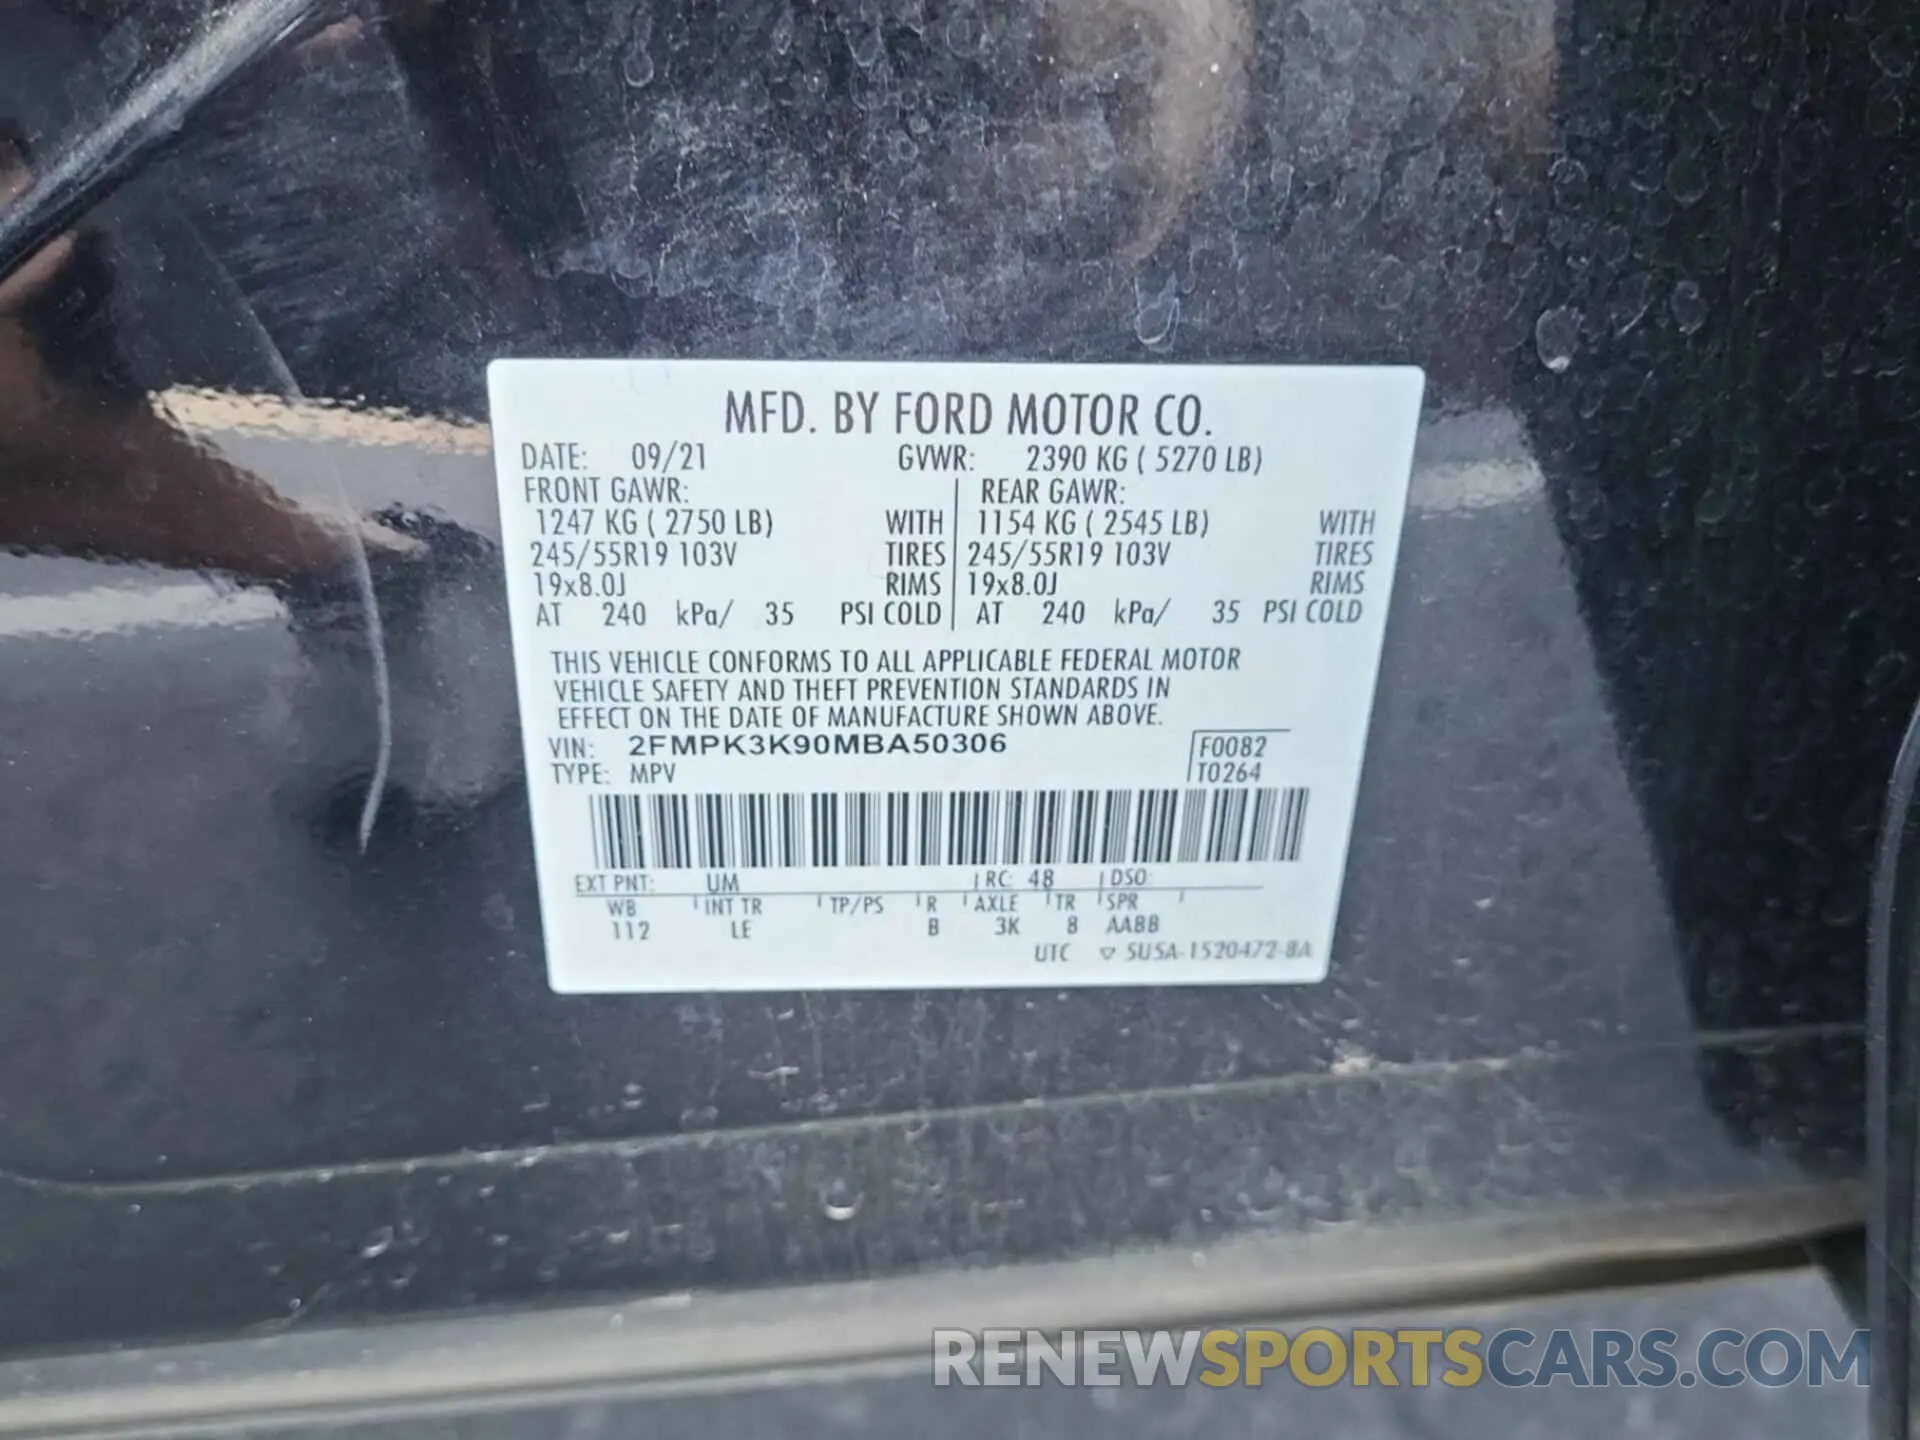 MFD. BY FORD MOTOR CO.
DATE: 09/21 GVWR: 2390 KG ( 5270 LB)
FRONT GAWR: REAR GAWR:
1247 KG ( 2750 LB) WITH 1154 KG ( 2545 LB) WITH
245/55R19 103V TIRES 245/55R19 103V TIRES
19x8.0J RIMS 19x8.0J RIMS
AT 240 kPa/ 35 PSI COLD AT 240 kPa/ 35 PSI COLD
THIS VEHICLE CONFORMS TO ALL APPLICABLE FEDERAL MOTOR
VEHICLE SAFETY AND THEFT PREVENTION STANDARDS IN
EFFECT ON THE DATE OF MANUFACTURE SHOWN ABOVE.
VIN: 2FMPK3K90MBA50306 F0082
TYPE: MPV T0264
EXT PNT: UM RC: 48 DSO:
WB INT TR TP/PS R AXLE TR SPR
112 LE B 3K 8 AABB
UTC ▽ 5U5A-1520472-BA
RENEWSPORTSCARS.COM